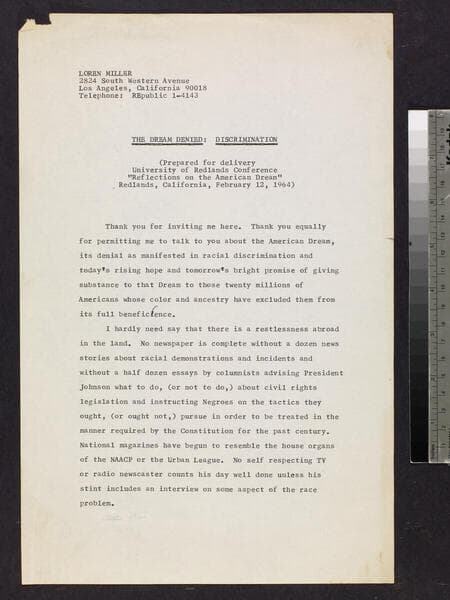 LOREN MILLER
2824 South Western Avenue
Los Angeles, California 90018
Telephone: REpublic 1-4143
THE DREAM DENIED: DISCRIMINATION
(Prepared for delivery
University of Redlands Conference
"Reflections on the American Dream"
Redlands, California, February 12, 1964)
Thank you for inviting me here. Thank you equally
for permitting me to talk to you about the American Dream,
its denial as manifested in racial discrimination and
today's rising hope and tomorrow's bright promise of giving
substance to that Dream to those twenty millions of
Americans whose color and ancestry have excluded them from
its full beneficence.
I hardly need say that there is a restlessness abroad
in the land. No newspaper is complete without a dozen news
stories about racial demonstrations and incidents and
without a half dozen essays by columnists advising President
Johnson what to do, (or not to do,) about civil rights
legislation and instructing Negroes on the tactics they
ought, (or ought not,) pursue in order to be treated in the
manner required by the Constitution for the past century.
National magazines have begun to resemble the house organs
of the NAACP or the Urban League. No self respecting TV
or radio newscaster counts his day well done unless his
stint includes an interview on some aspect of the race
problem.